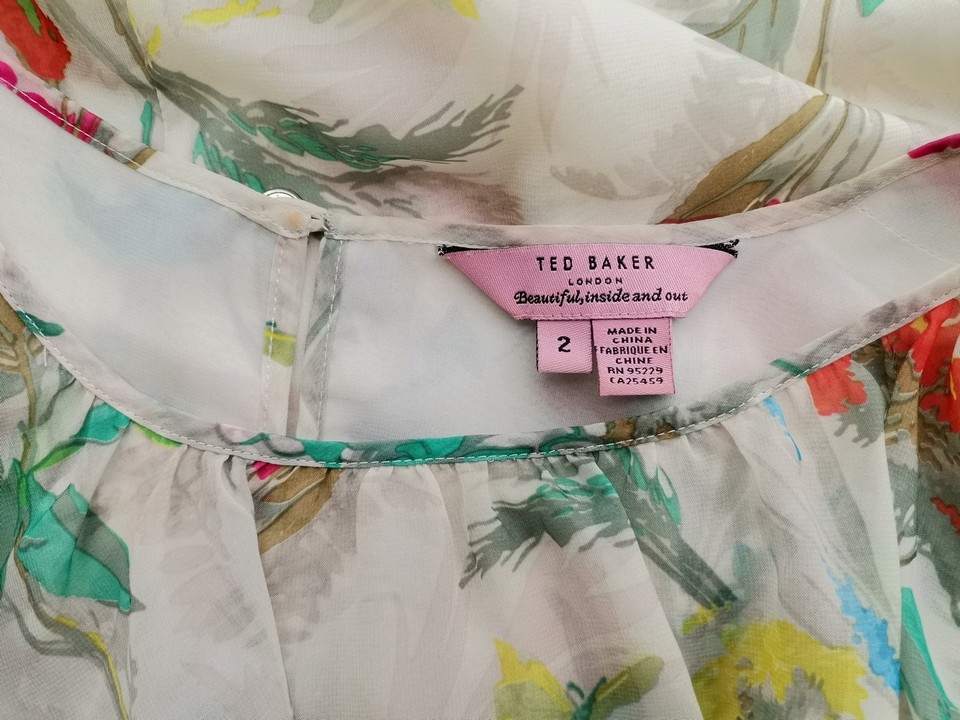 TED BAKER
LONDON
Beautiful, inside and out
2
MADE IN
CHINA
FABRIQUE EN
CHINE
RN 95229
CA25459